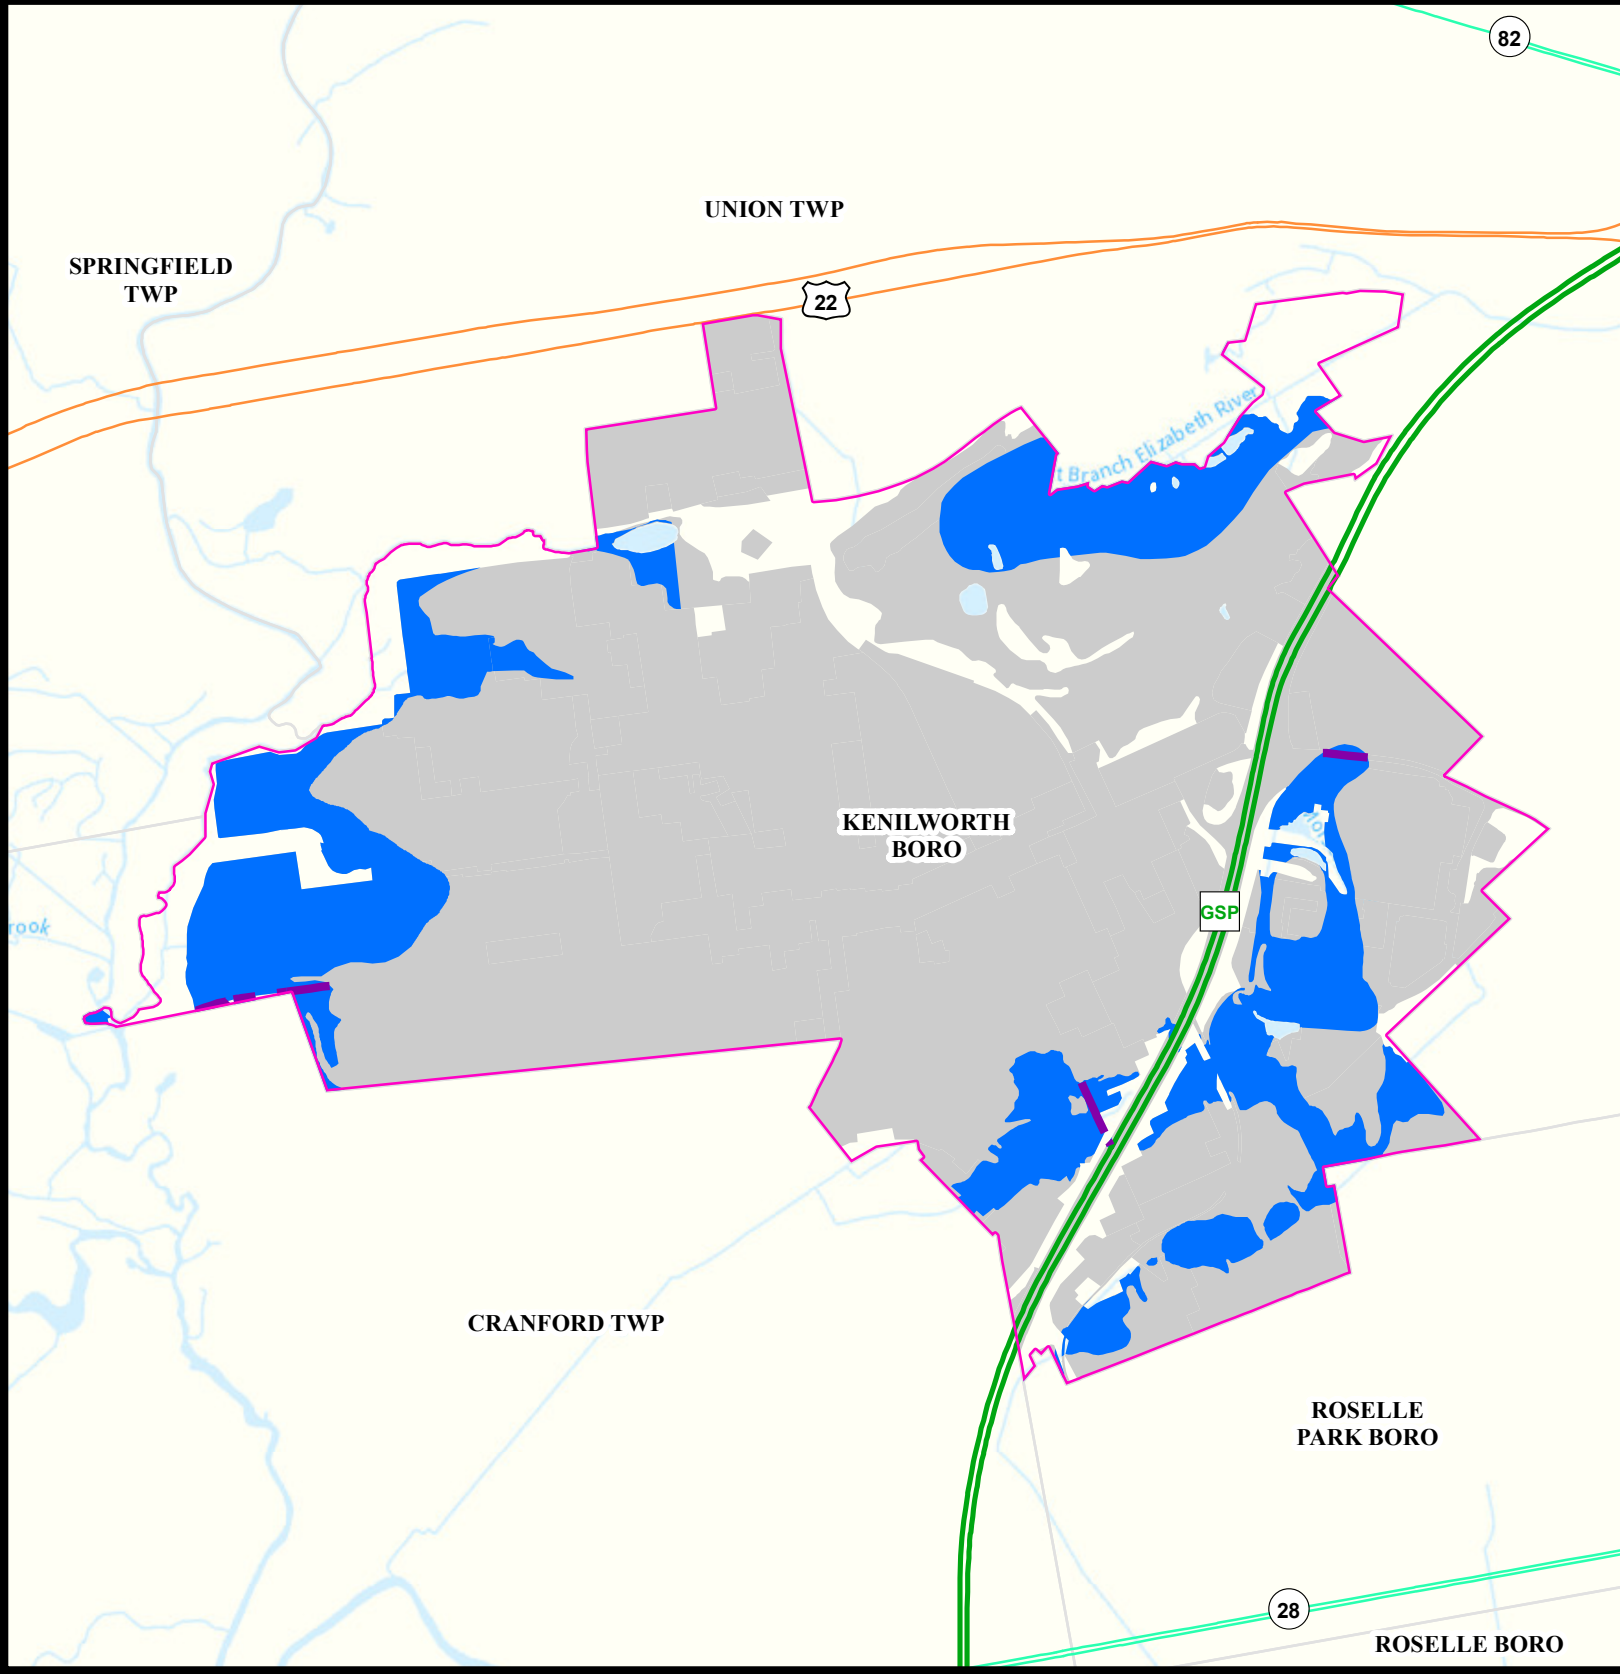 82
UNION TWP
SPRINGFIELD
TWP
22
t Branch Elizabeth River
KENILWORTH
BORO
GSP
rook
CRANFORD TWP
ROSELLE
PARK BORO
28
ROSELLE BORO